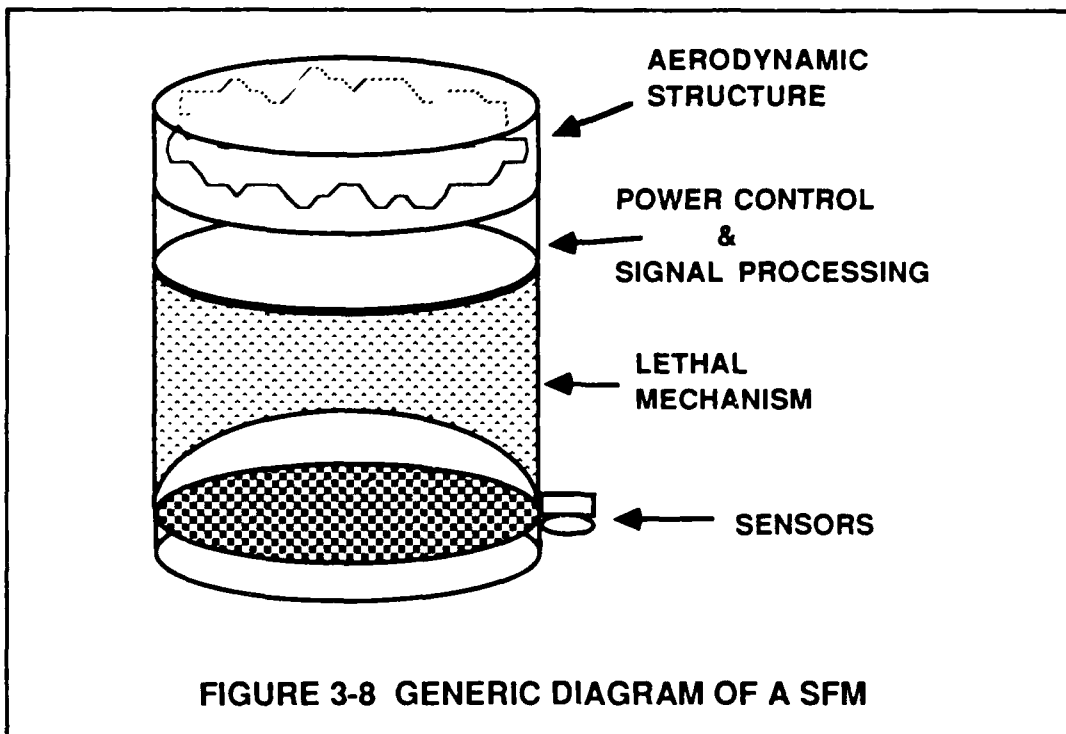 AERODYNAMIC
STRUCTURE
POWER CONTROL
&
SIGNAL PROCESSING
LETHAL
MECHANISM
SENSORS
FIGURE 3-8 GENERIC DIAGRAM OF A SFM